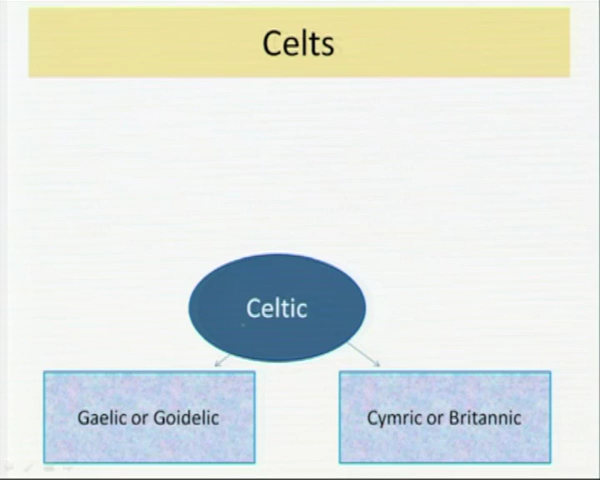 Celts
Celtic
Gaelic or Goidelic
Cymric or Britannic